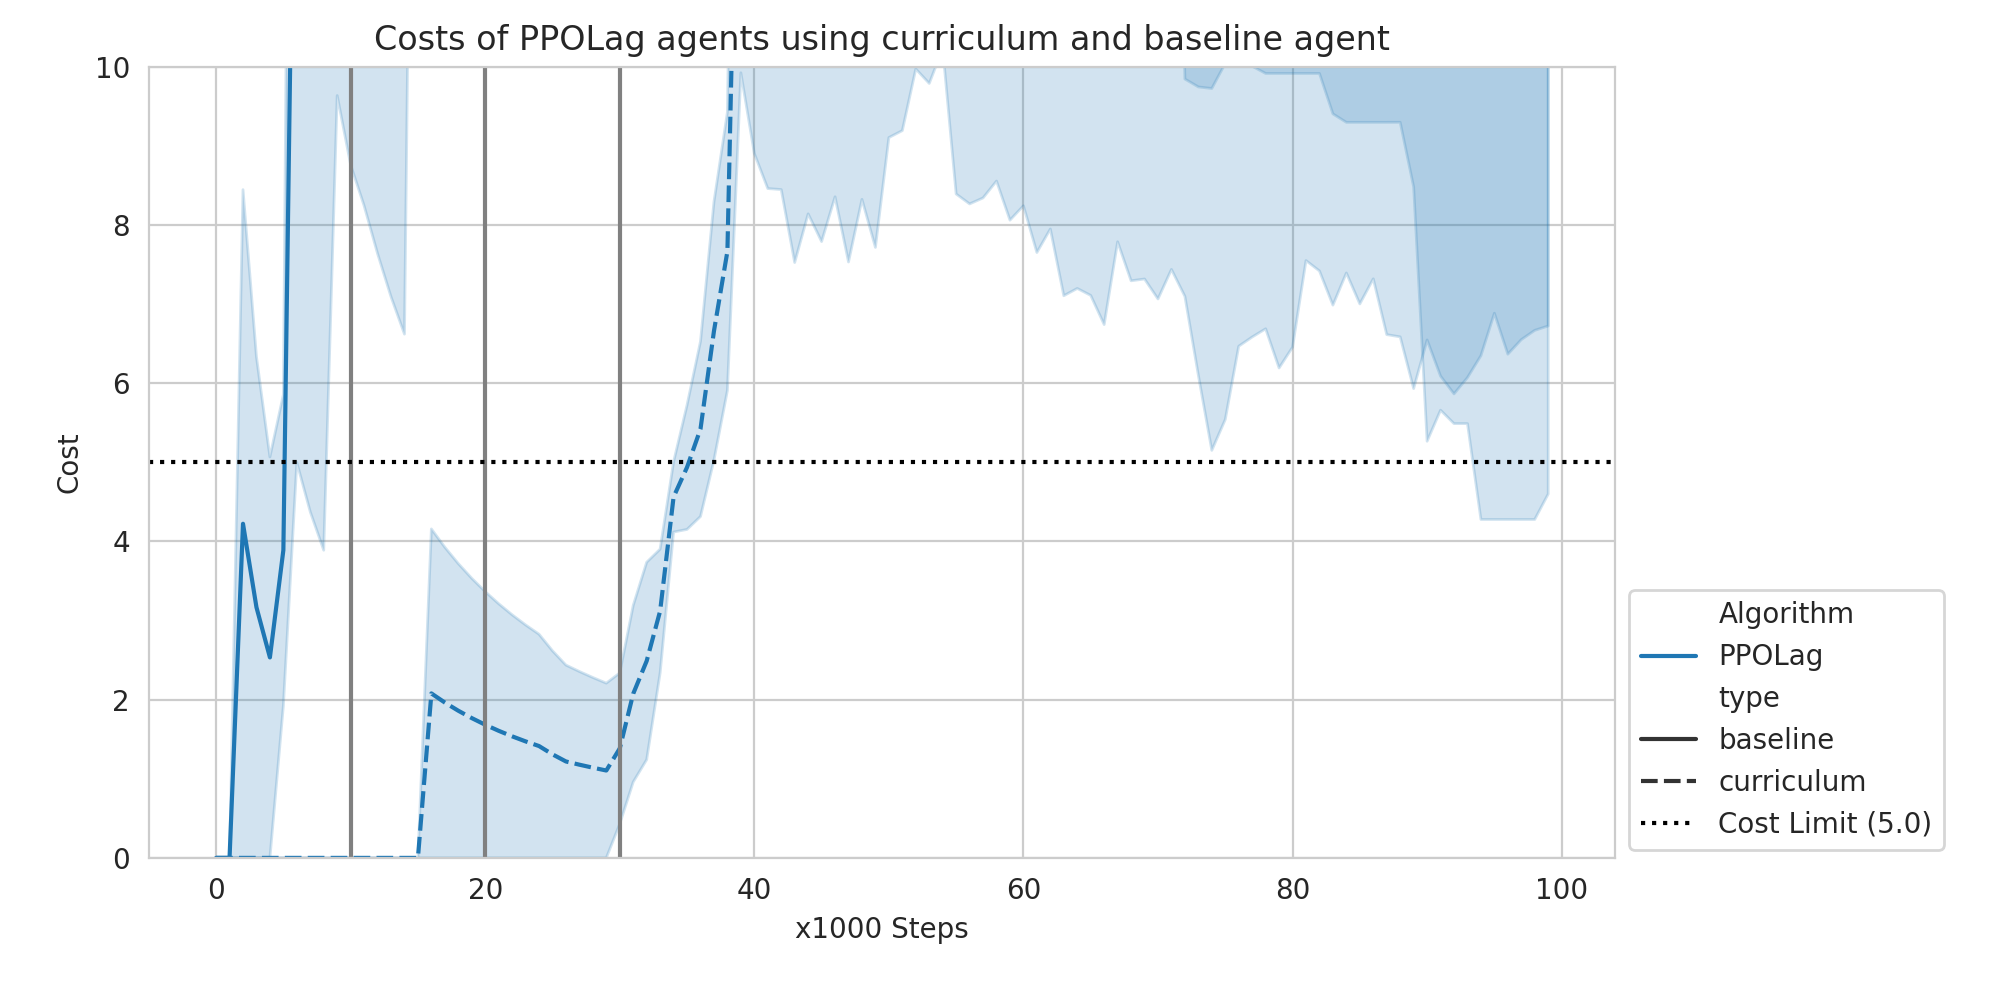 Costs of PPOLag agents using curriculum and baseline agent
10
8
6
4
2
0
Cost
0 20 40 60 80 100
x1000 Steps
Algorithm
PPOLag
type
baseline
curriculum
Cost Limit (5.0)